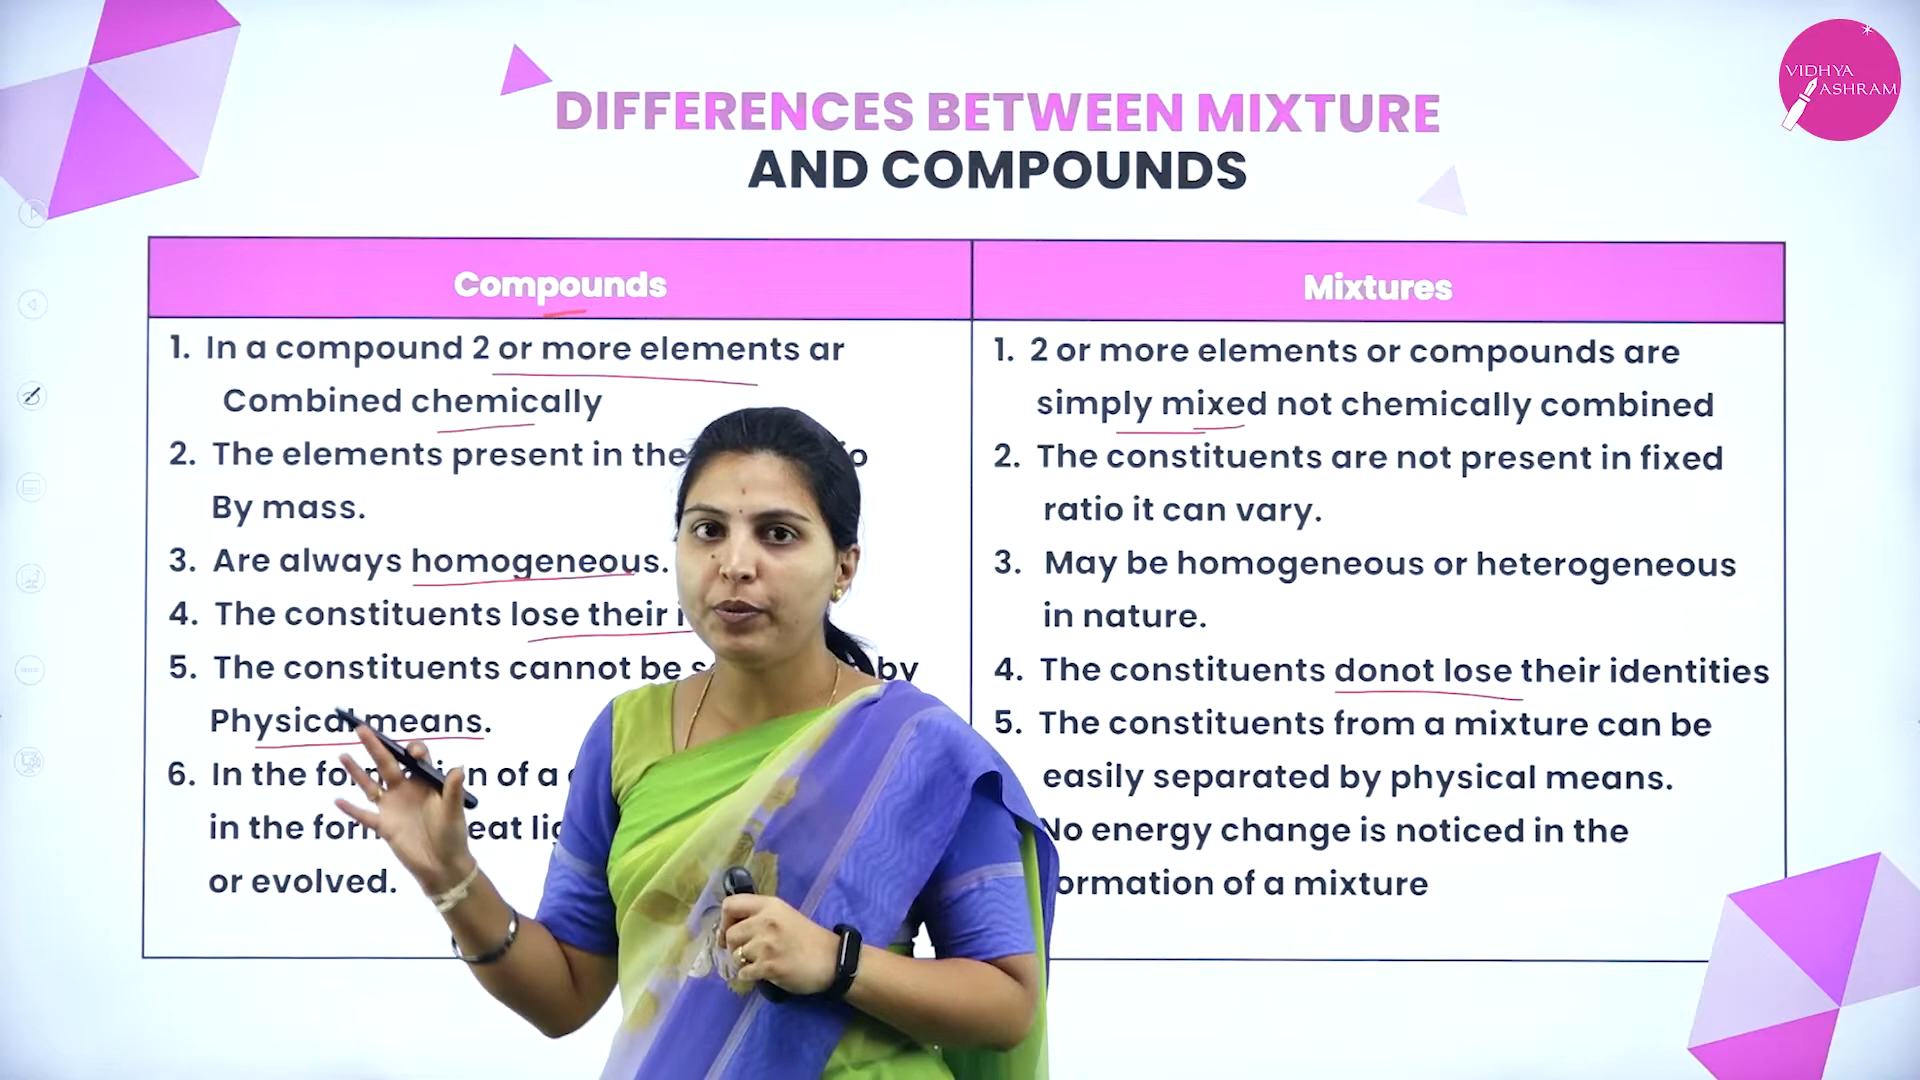 VIDHYA
ASHRAM
DIFFERENCES BETWEEN MIXTURE
AND COMPOUNDS
Compounds
1. In a compound 2 or more elements ar
Combined chemically
2. The elements present in the
By mass.
3. Are always homogeneous.
4. The constituents lose their
5. The constituents cannot be by
Physical means.
6. In the of a
in the
or evolved.
Mixtures
1. 2 or more elements or compounds are
simply mixed not chemically combined
2. The constituents are not present in fixed
ratio it can vary.
3. May be homogeneous or heterogeneous
in nature.
4. The constituents donot lose their identities
5. The constituents from a mixture can be
easily separated by physical means.
No energy change is noticed in the
of a mixture